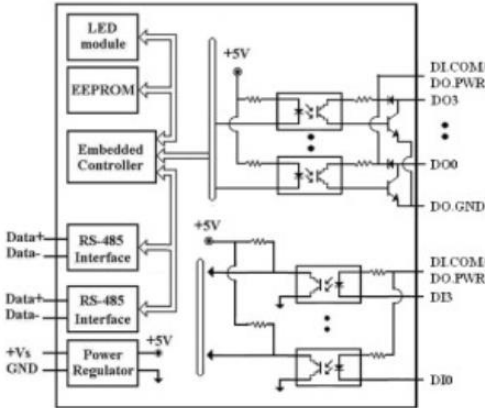 LED
module
EEPROM
Embedded
Controller
RS-485
Interface
RS-485
Interface
Power
Regulator
Data+
Data-
Data+
Data-
+Vs
GND
+5V
+5V
+5V
DI.COM
DO.PWR
DO3
DO0
DO.GND
DI.COM
DO.PWR
DI3
DI0